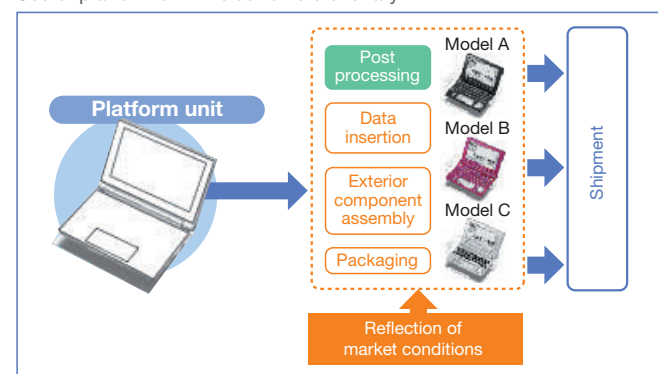 Platform unit
Post
processing
Data
insertion
Exterior
component
assembly
Packaging
Model A
Model B
Model C
Shipment
Reflection of
market conditions